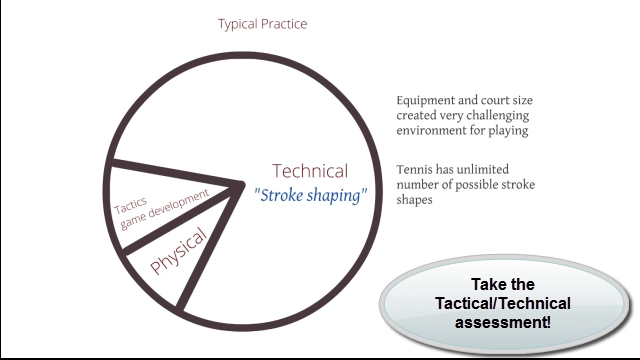 Typical Practice
Equipment and court size
created very challenging
environment for playing
Technical
"Stroke shaping"
Tennis has unlimited
number of possible stroke
shapes
Tactics
game development
Physical
Take the
Tactical/Technical
assessment!